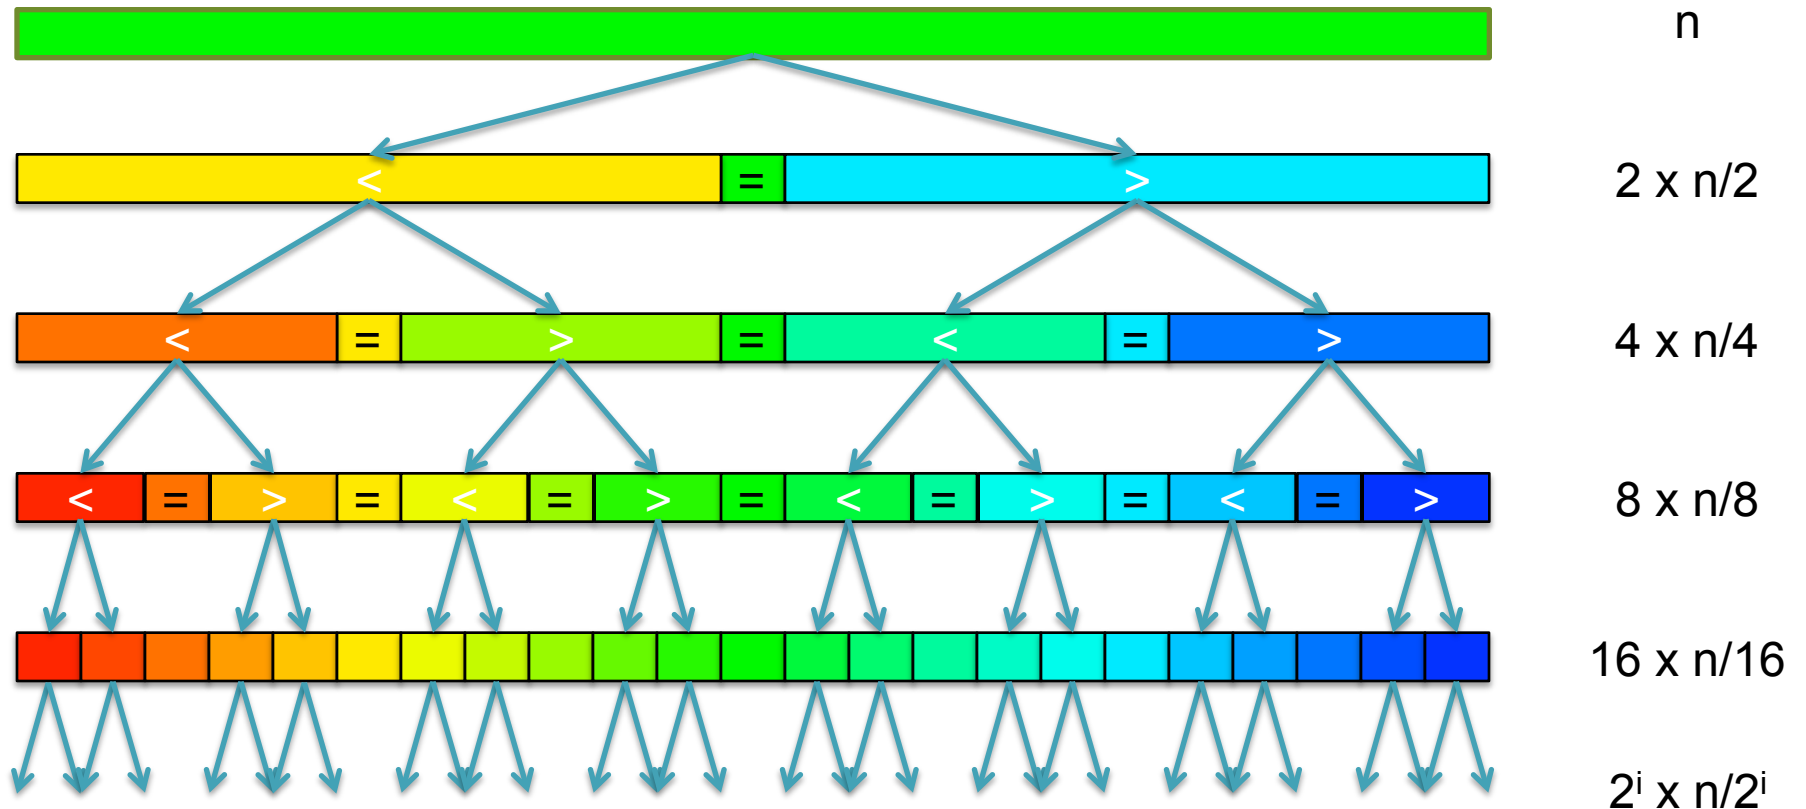 n
< = > 2 x n/2
< = > = < = > 4 x n/4
< = > = < = > = < = > = < = > 8 x n/8
16 x n/16
2ⁱ x n/2ⁱ